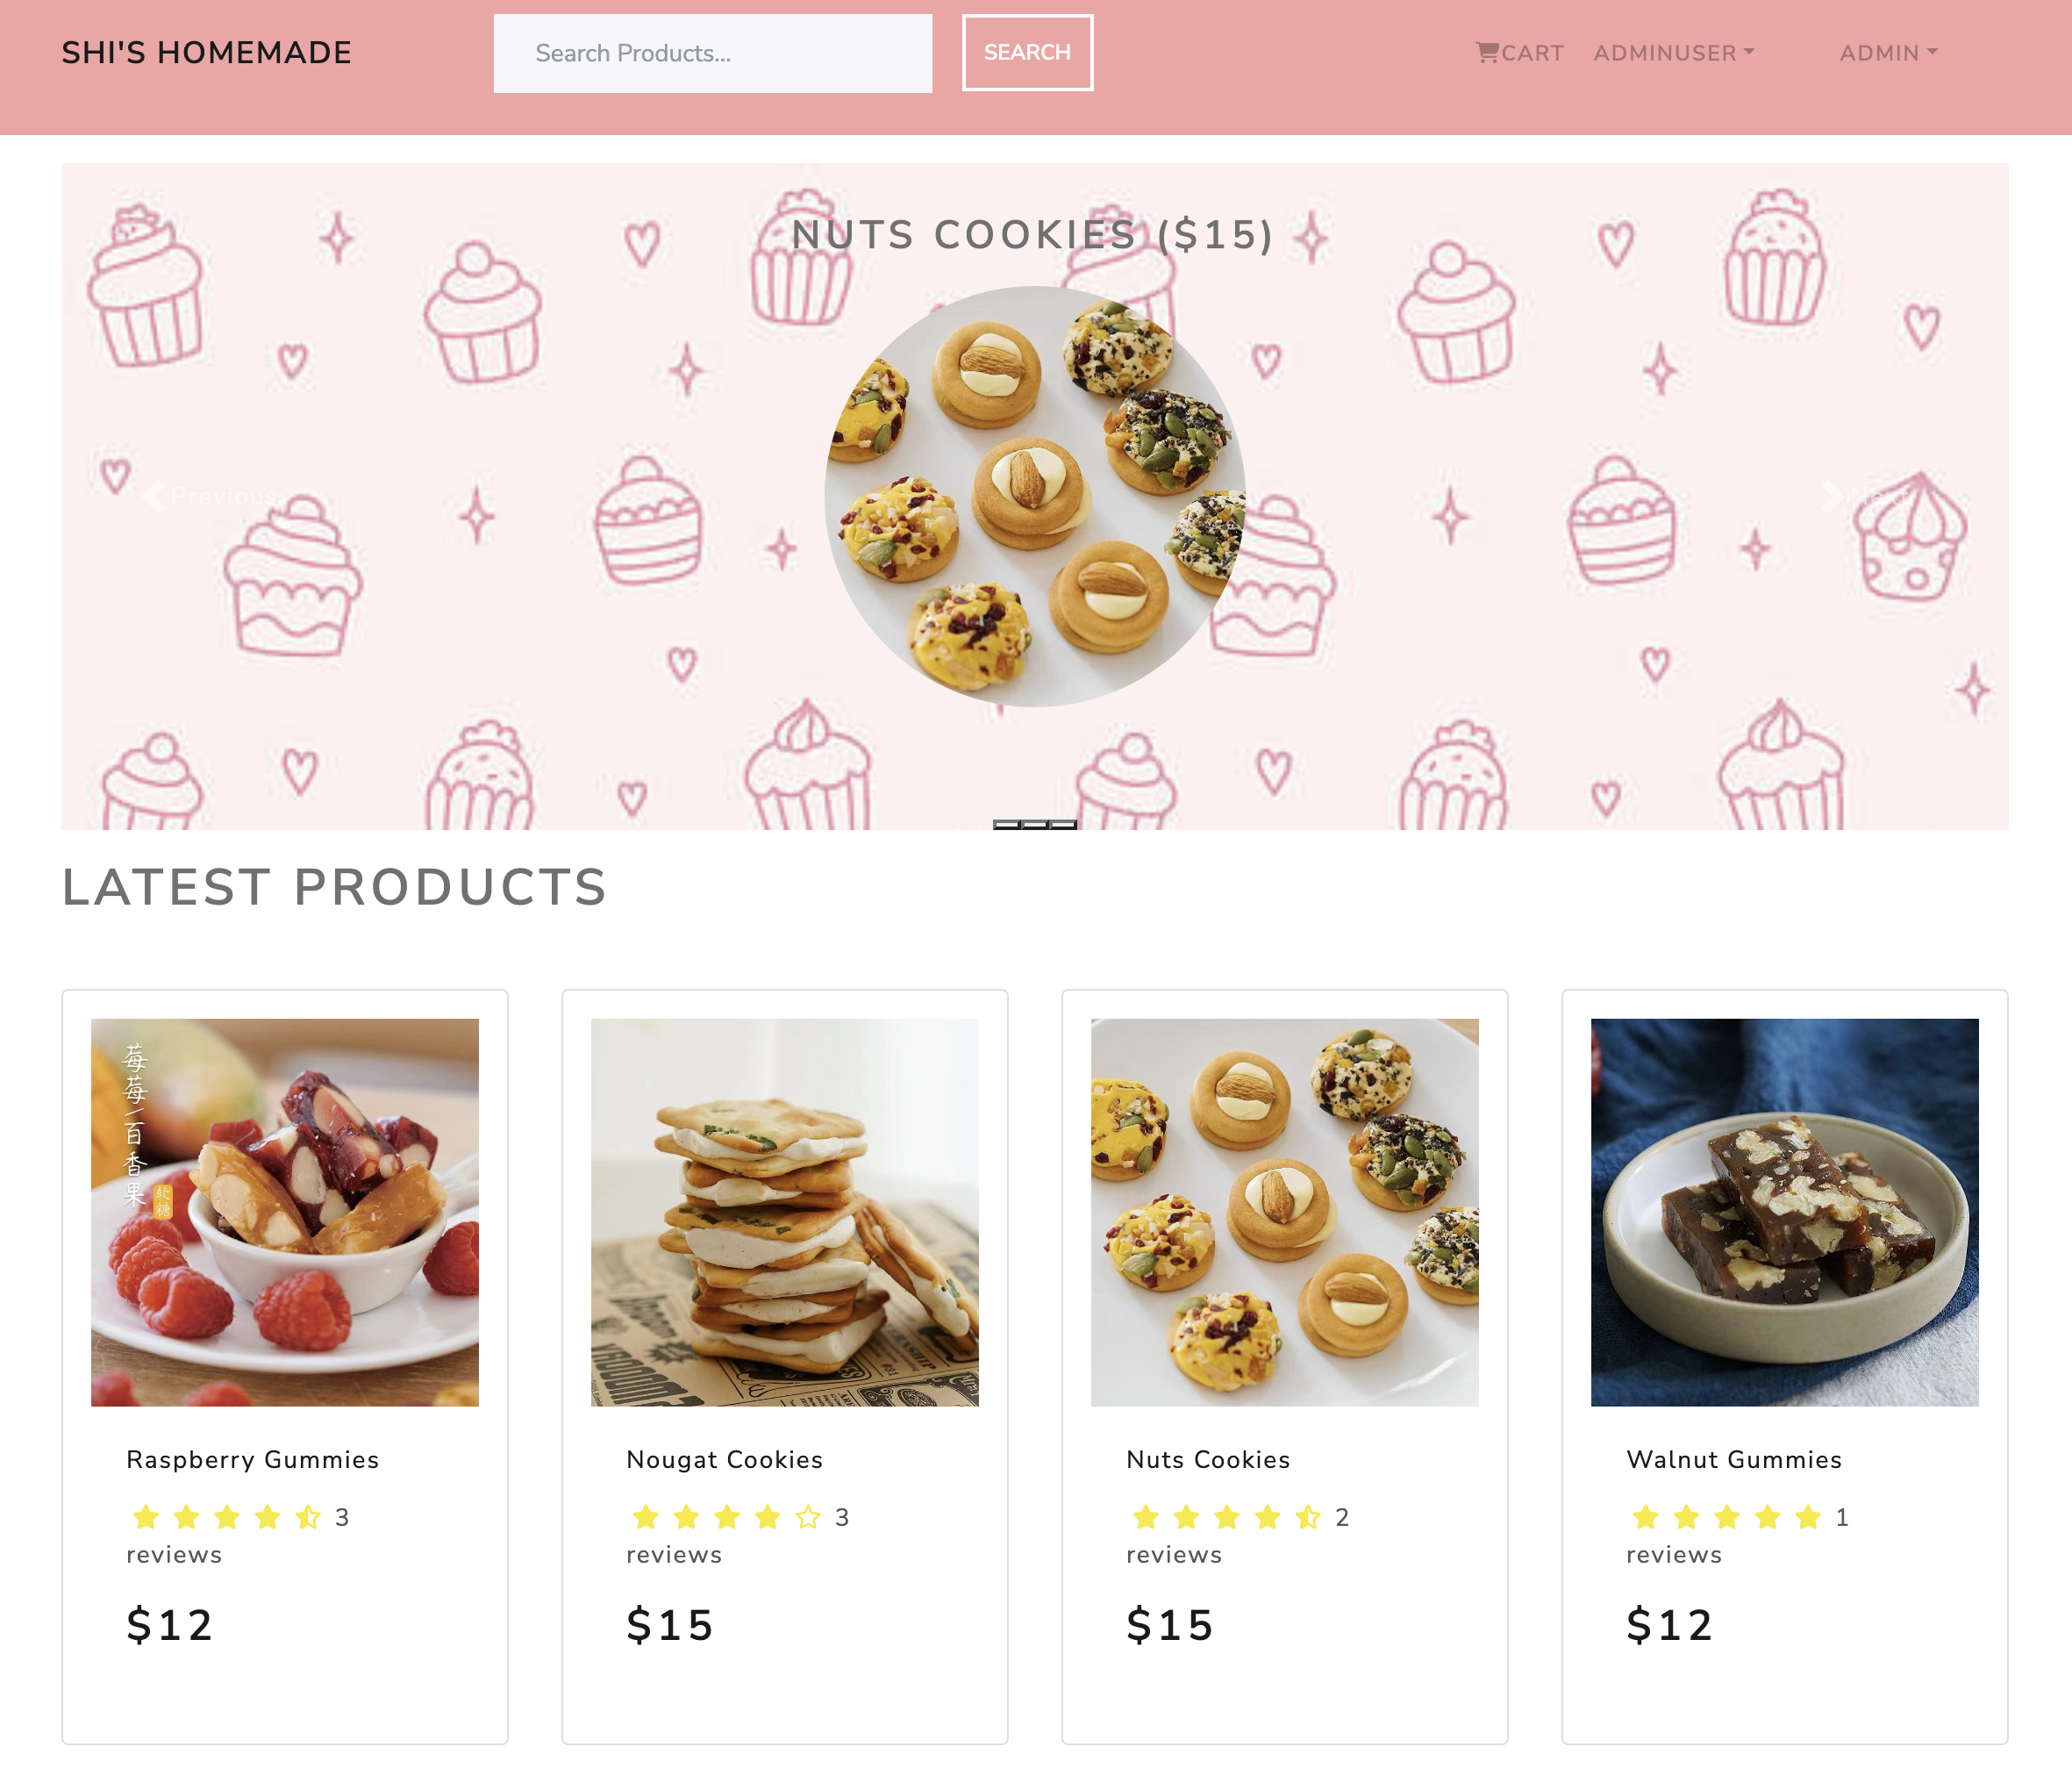 SHI'S HOMEMADE
Search Products...
SEARCH
CART
ADMINUSER
ADMIN
NUTS COOKIES ($15)
Previous
Next
LATEST PRODUCTS
莓莓/百香果
软糖
Raspberry Gummies
3
reviews
$12
Nougat Cookies
3
reviews
$15
Nuts Cookies
2
reviews
$15
Walnut Gummies
1
reviews
$12